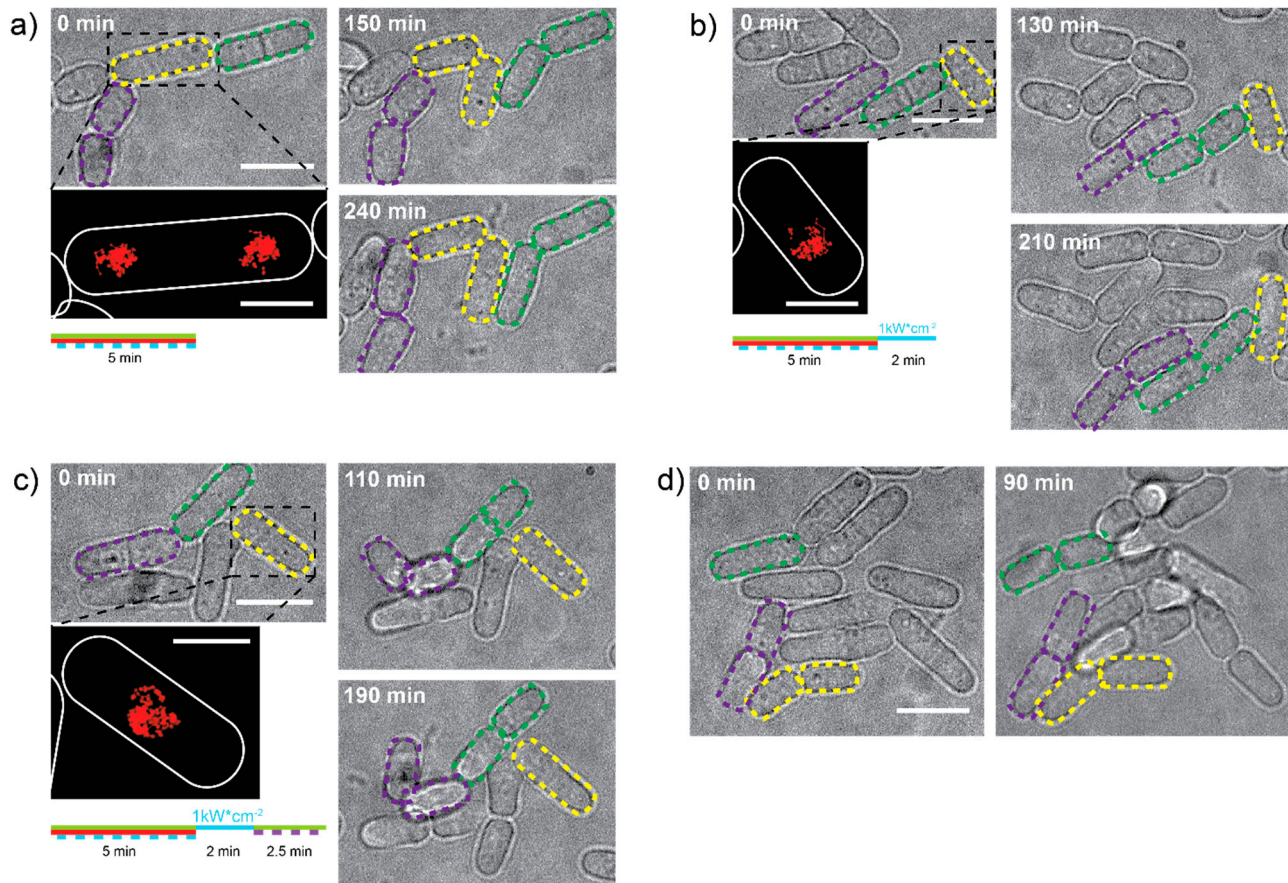 a)
0 min
150 min
240 min
5 min
b)
0 min
130 min
210 min
1kW*cm-2
5 min
2 min
c)
0 min
110 min
190 min
1kW*cm-2
5 min
2 min
2.5 min
d)
0 min
90 min